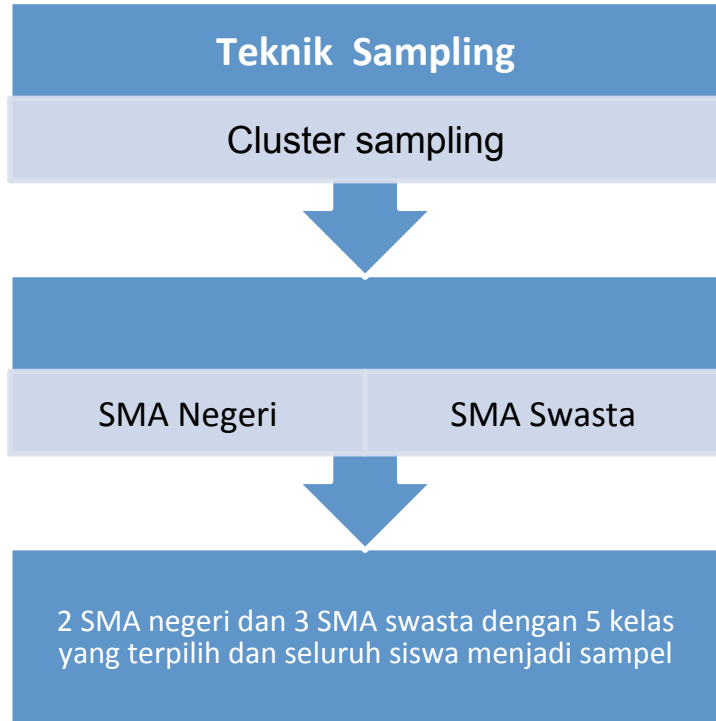 Teknik Sampling
Cluster sampling
SMA Negeri
SMA Swasta
2 SMA negeri dan 3 SMA swasta dengan 5 kelas
yang terpilih dan seluruh siswa menjadi sampel